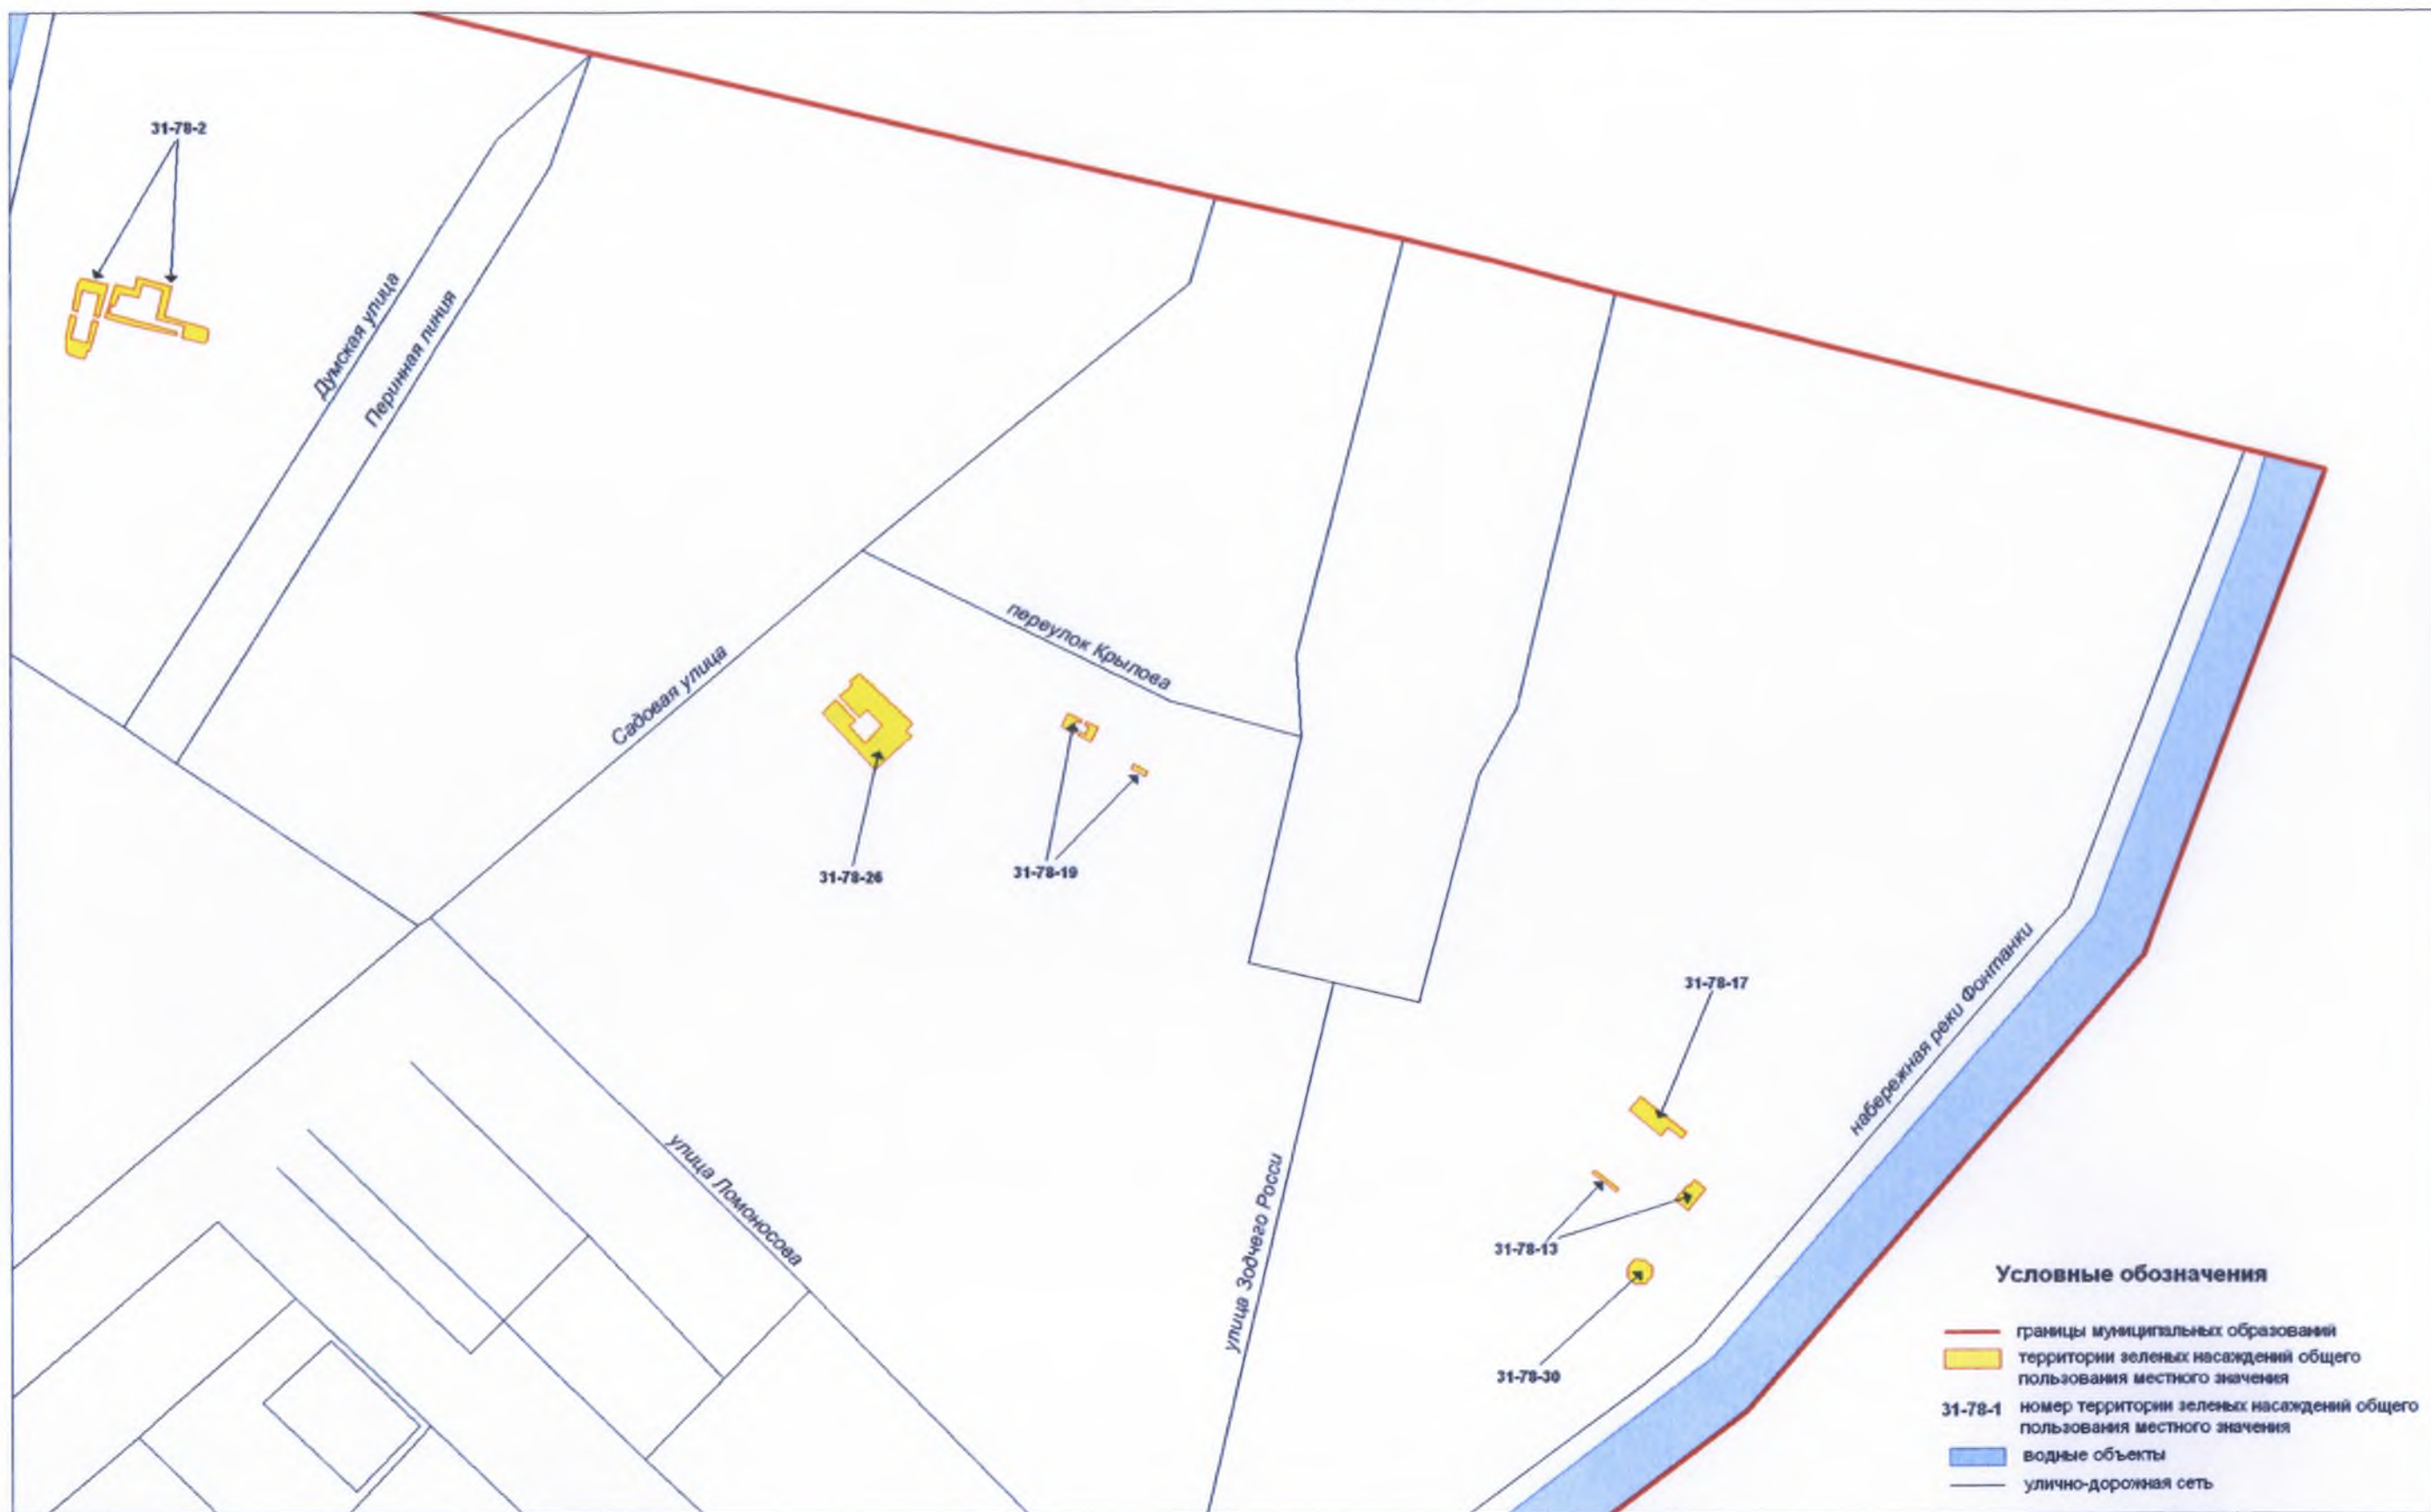 31-78-2
Думская улица
Перинная линия
переулок Крылова
Садовая улица
31-78-26
31-78-19
31-78-17
набережная реки Фонтанки
улица Ломоносова
улица Зодчего Росси
31-78-13
31-78-30
Условные обозначения
границы муниципальных образований
территории зеленых насаждений общего
пользования местного значения
31-78-1 номер территории зеленых насаждений общего
пользования местного значения
водные объекты
улично-дорожная сеть